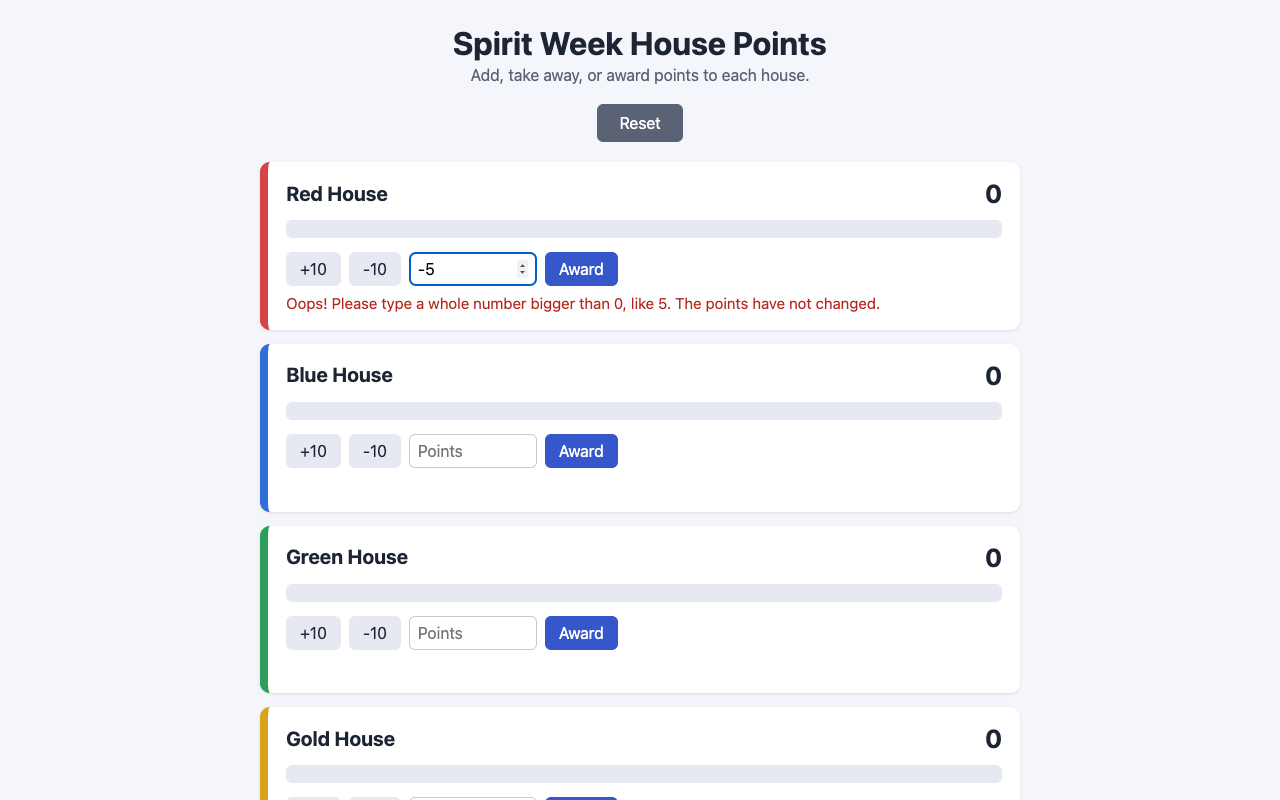 Spirit Week House Points
Add, take away, or award points to each house.
Reset
Red House 0
+10 -10 -5 Award
Oops! Please type a whole number bigger than 0, like 5. The points have not changed.
Blue House 0
+10 -10 Points Award
Green House 0
+10 -10 Points Award
Gold House 0